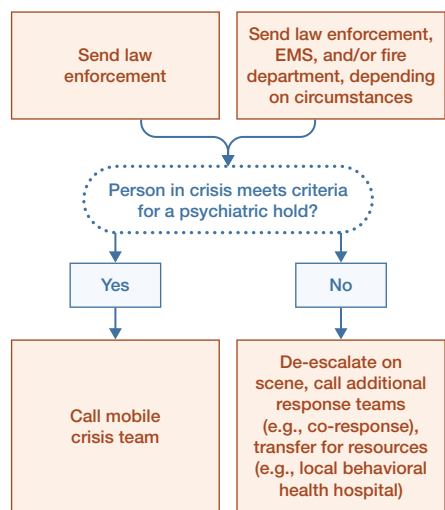 Send law
enforcement
Send law enforcement,
EMS, and/or fire
department, depending
on circumstances
Person in crisis meets criteria
for a psychiatric hold?
Yes
No
Call mobile
crisis team
De-escalate on
scene, call additional
response teams
(e.g., co-response),
transfer for resources
(e.g., local behavioral
health hospital)